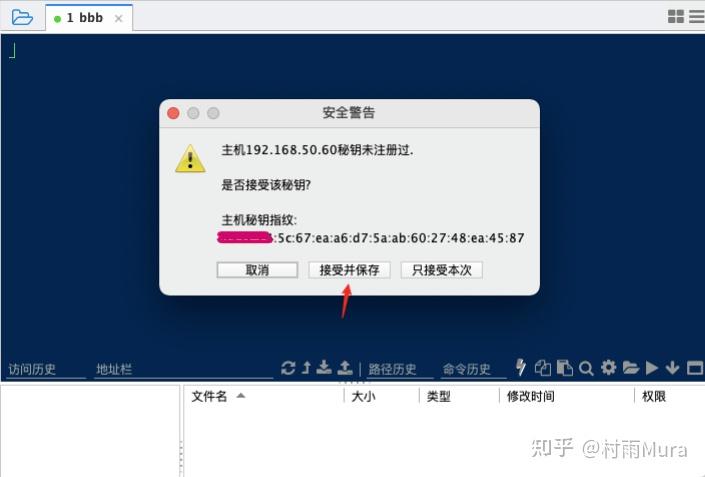 1 bbb
安全警告
主机192.168.50.60秘钥未注册过.
是否接受该秘钥?
主机秘钥指纹:
:5c:67:ea:a6:d7:5a:ab:60:27:48:ea:45:87
取消 接受并保存 只接受本次
访问历史 地址栏 路径历史 命令历史
文件名 大小 类型 修改时间 权限
知乎 @村雨Mura